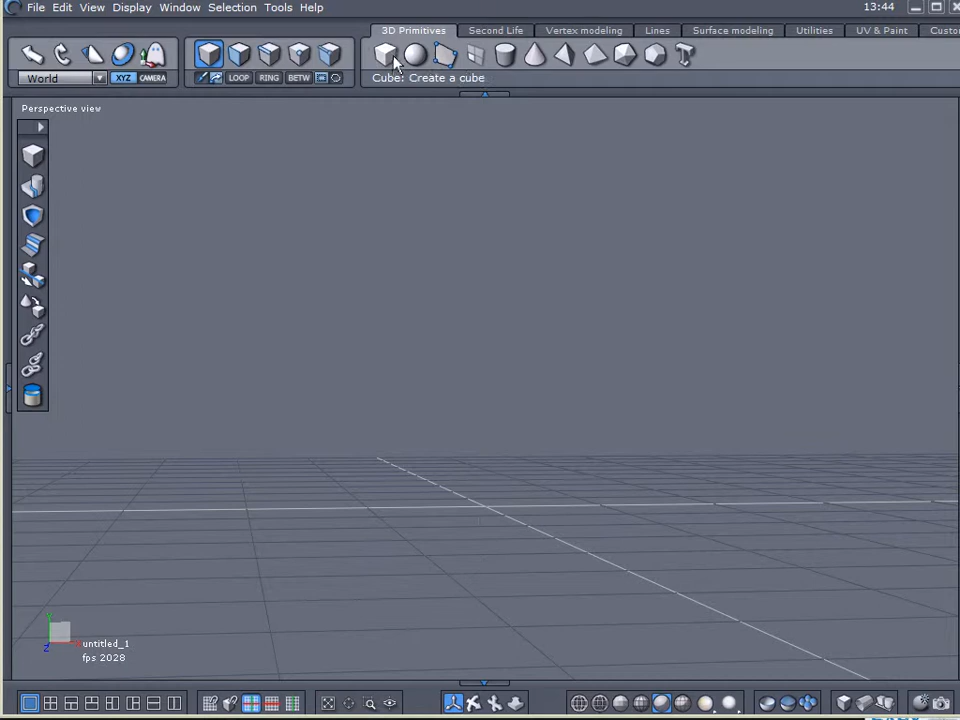 File Edit View Display Window Selection Tools Help 13:44
3D Primitives Second Life Vertex modeling Lines Surface modeling Utilities UV & Paint Custo
World XYZ CAMERA LOOP RING BETW Cube: Create a cube
Perspective view
Z
untitled_1
fps 2028